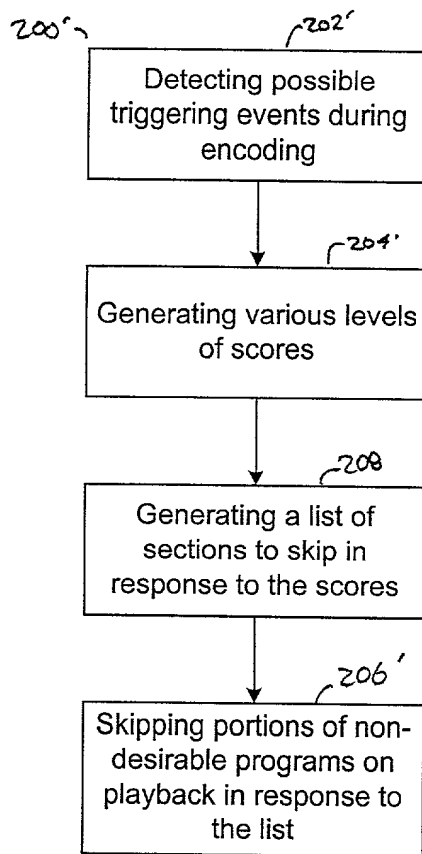 200' 202'
Detecting possible
triggering events during
encoding
204'
Generating various levels
of scores
208
Generating a list of
sections to skip in
response to the scores
206'
Skipping portions of non-
desirable programs on
playback in response to
the list